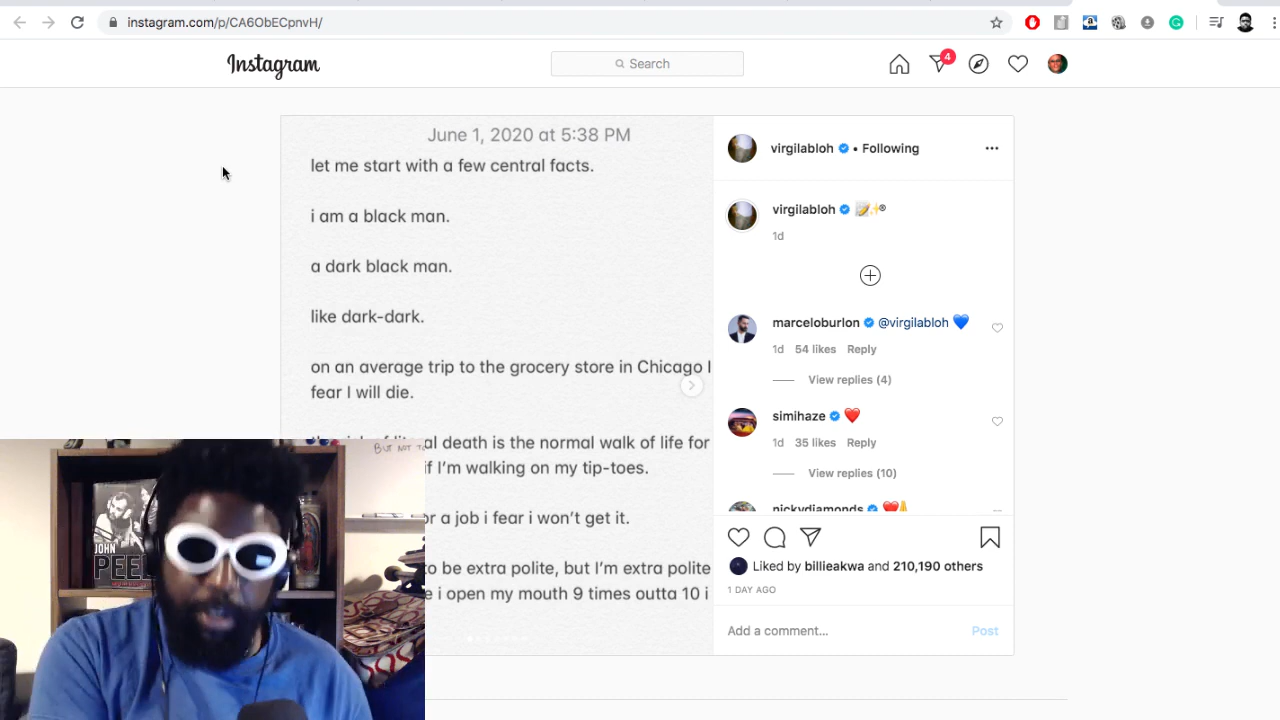 instagram.com/p/CA6ObECpnvH/
Instagram
Search
4
June 1, 2020 at 5:38 PM
let me start with a few central facts.
i am a black man.
a dark black man.
like dark-dark.
on an average trip to the grocery store in Chicago I
fear I will die.
al death is the normal walk of life for
if I'm walking on my tip-toes.
or a job i fear i won't get it.
to be extra polite, but I'm extra polite
e i open my mouth 9 times outta 10 i
virgilabloh • Following
virgilabloh 📝✨®
1d
marceloburlon @virgilabloh 💙
1d 54 likes Reply
View replies (4)
simihaze ❤️
1d 35 likes Reply
View replies (10)
nickydiamonds
Liked by billieakwa and 210,190 others
1 DAY AGO
Add a comment...
Post
BUT NOT
JOHN
PEEL